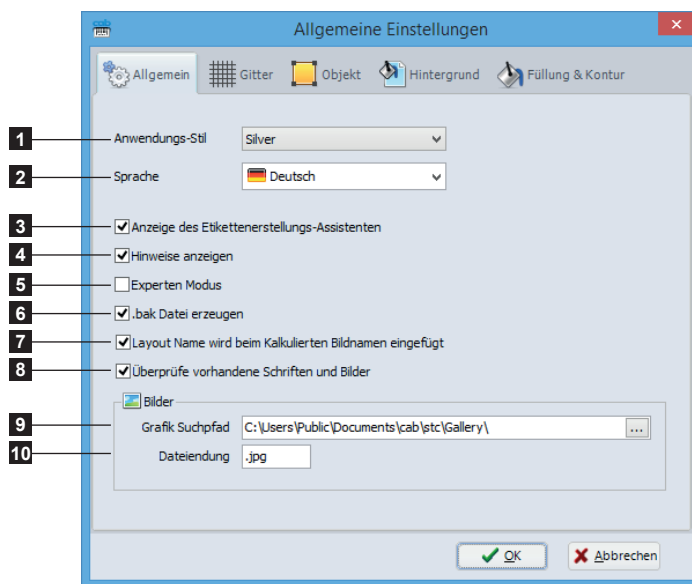 cab
Allgemeine Einstellungen
Allgemein Gitter Objekt Hintergrund Füllung & Kontur
1 Anwendungs-Stil Silver
2 Sprache Deutsch
3 Anzeige des Etikettenerstellungs-Assistenten
4 Hinweise anzeigen
5 Experten Modus
6 .bak Datei erzeugen
7 Layout Name wird beim Kalkulierten Bildnamen eingefügt
8 Überprüfe vorhandene Schriften und Bilder
Bilder
9 Grafik Suchpfad C:\Users\Public\Documents\cab\stc\Gallery\ ...
10 Dateiendung .jpg
OK Abbrechen